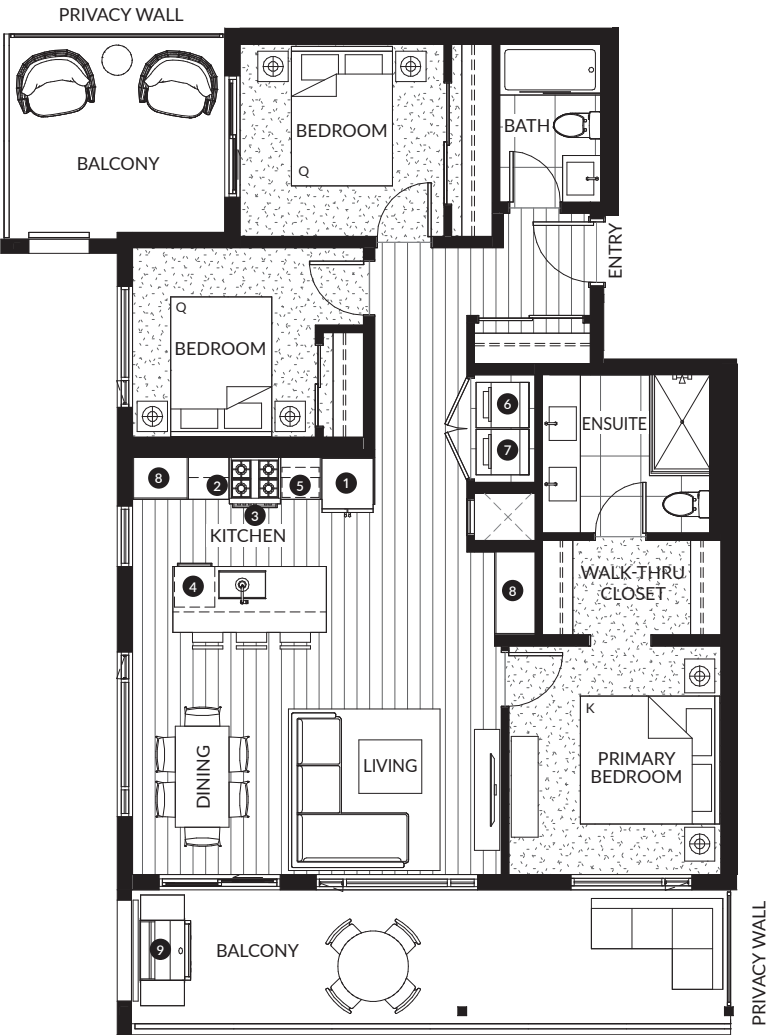 PRIVACY WALL
BALCONY
BEDROOM
Q
BATH
ENTRY
Q
BEDROOM
6
7
ENSUITE
8
2
5
1
3
KITCHEN
4
8
WALK-THRU
CLOSET
K
PRIMARY
BEDROOM
DINING
LIVING
9
BALCONY
PRIVACY WALL